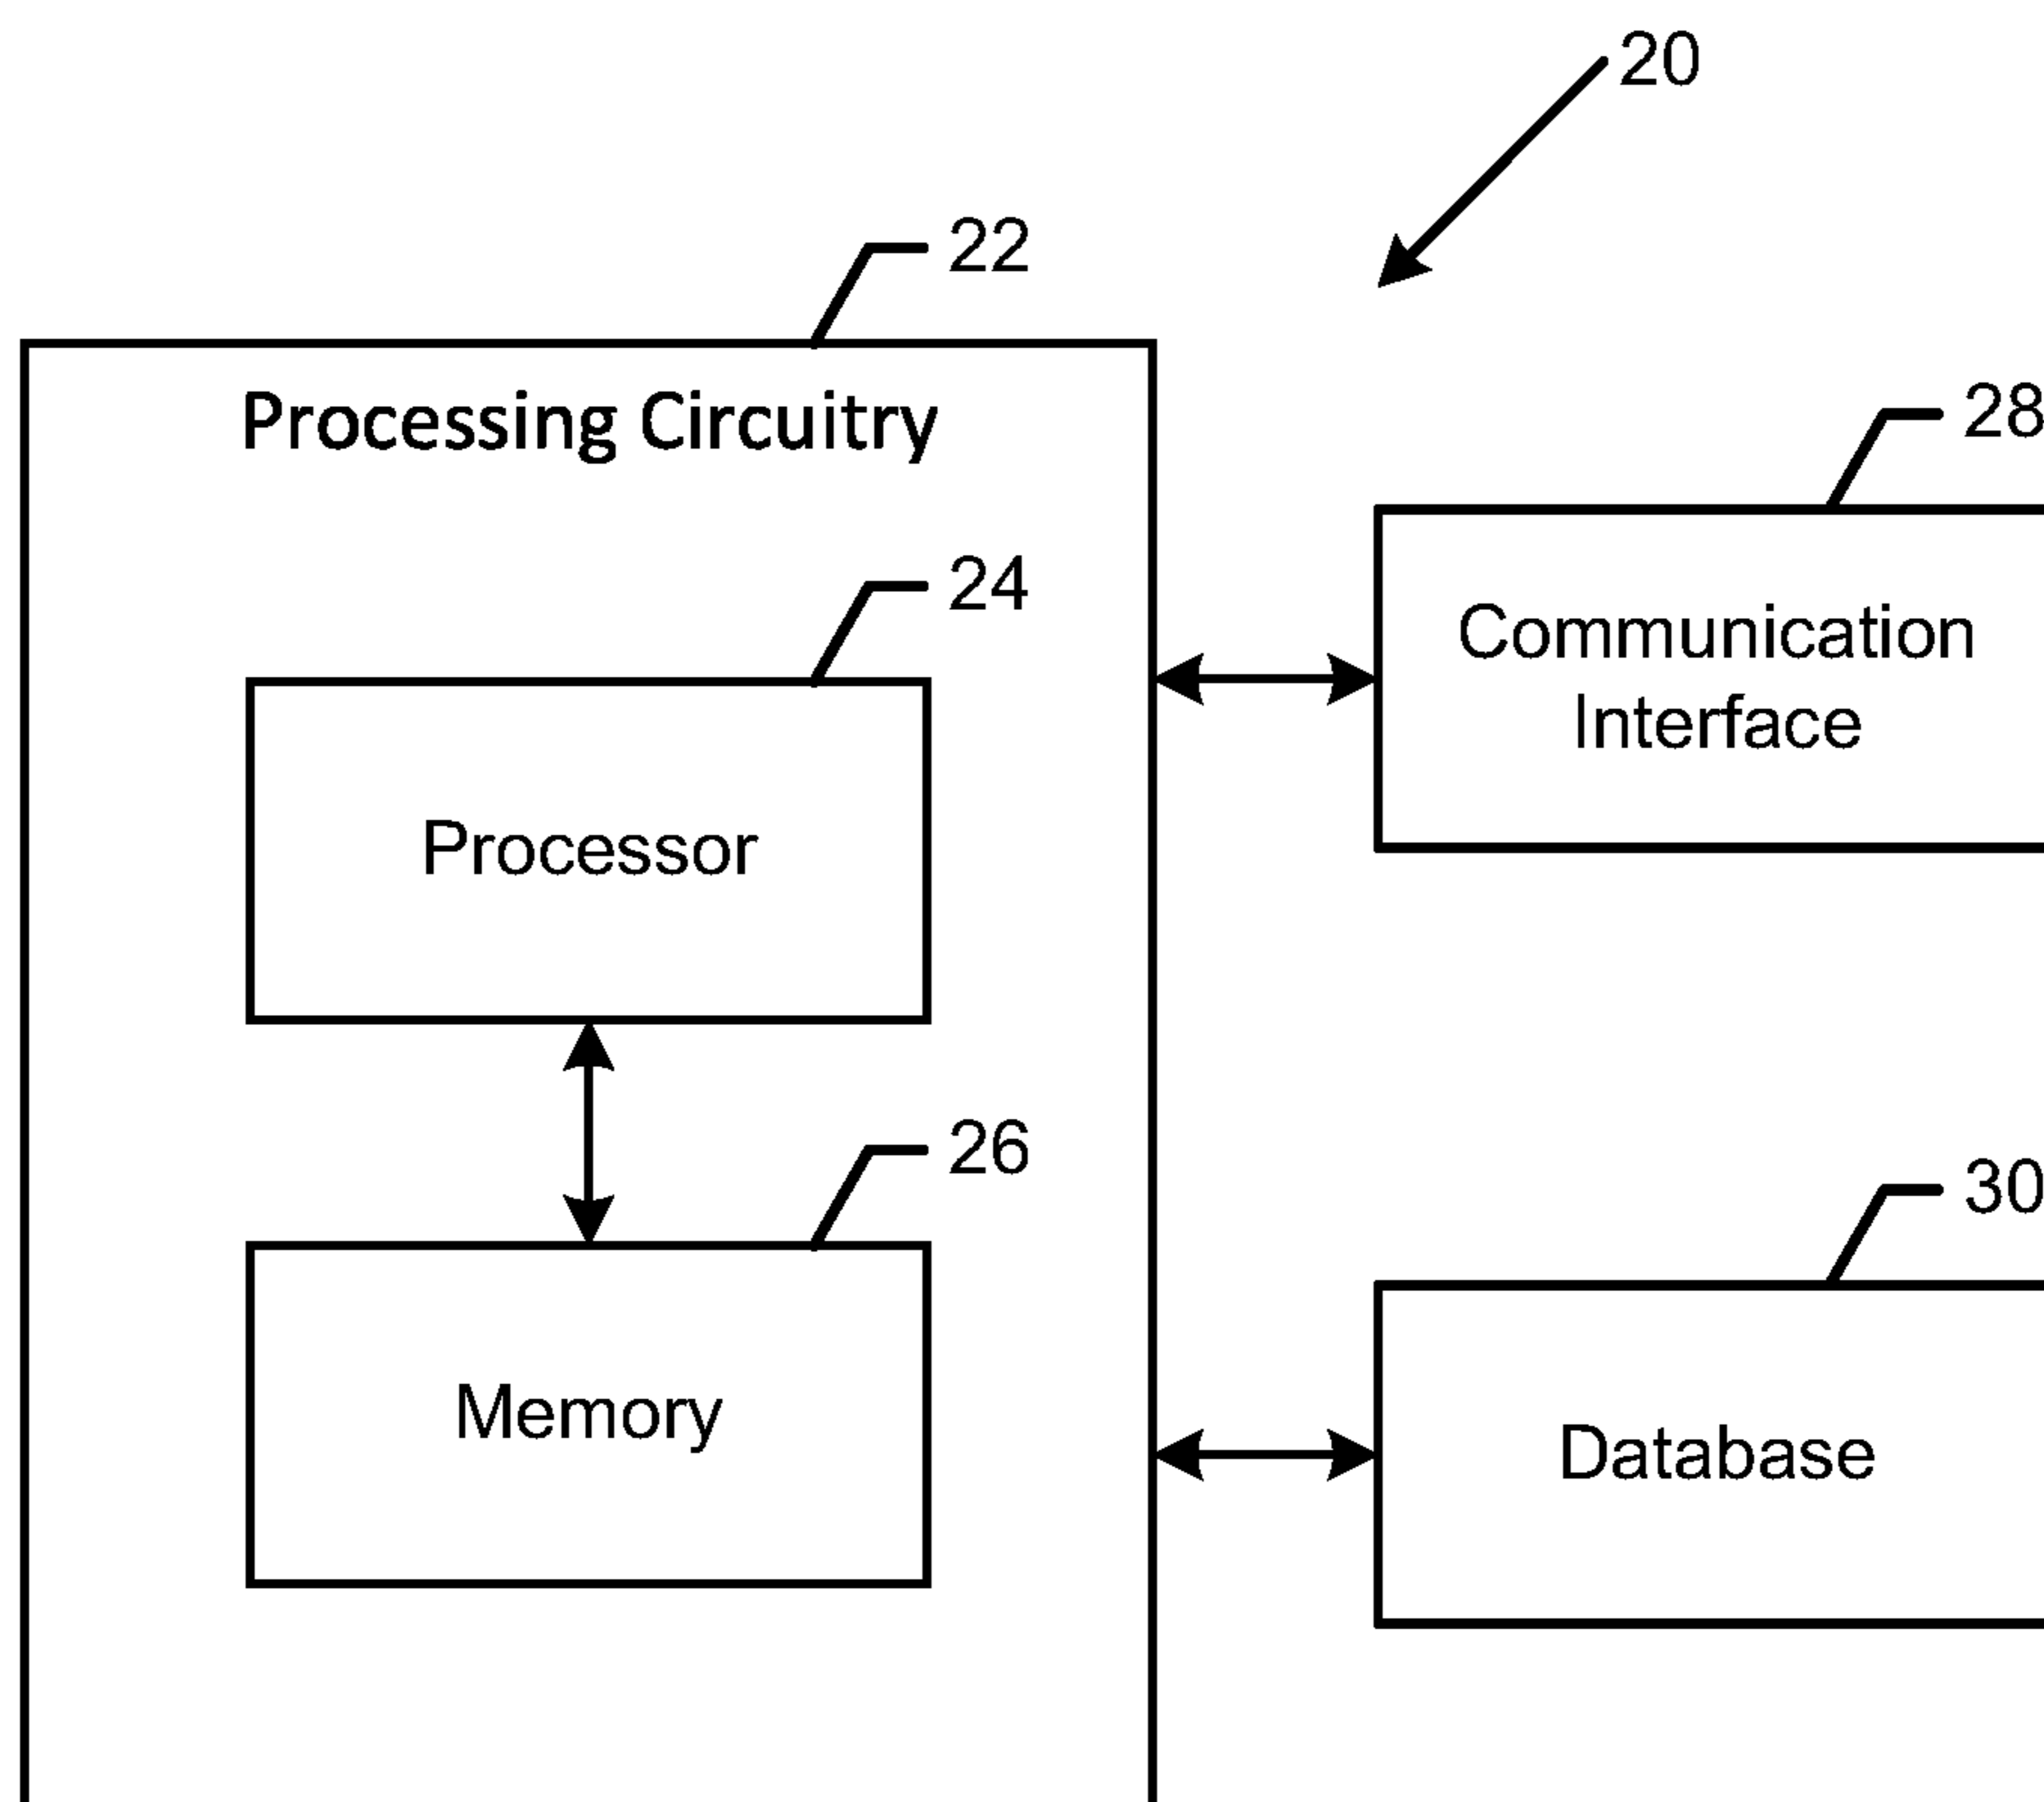 20
22
Processing Circuitry
28
24
Communication
Interface
Processor
26
30
Memory
Database